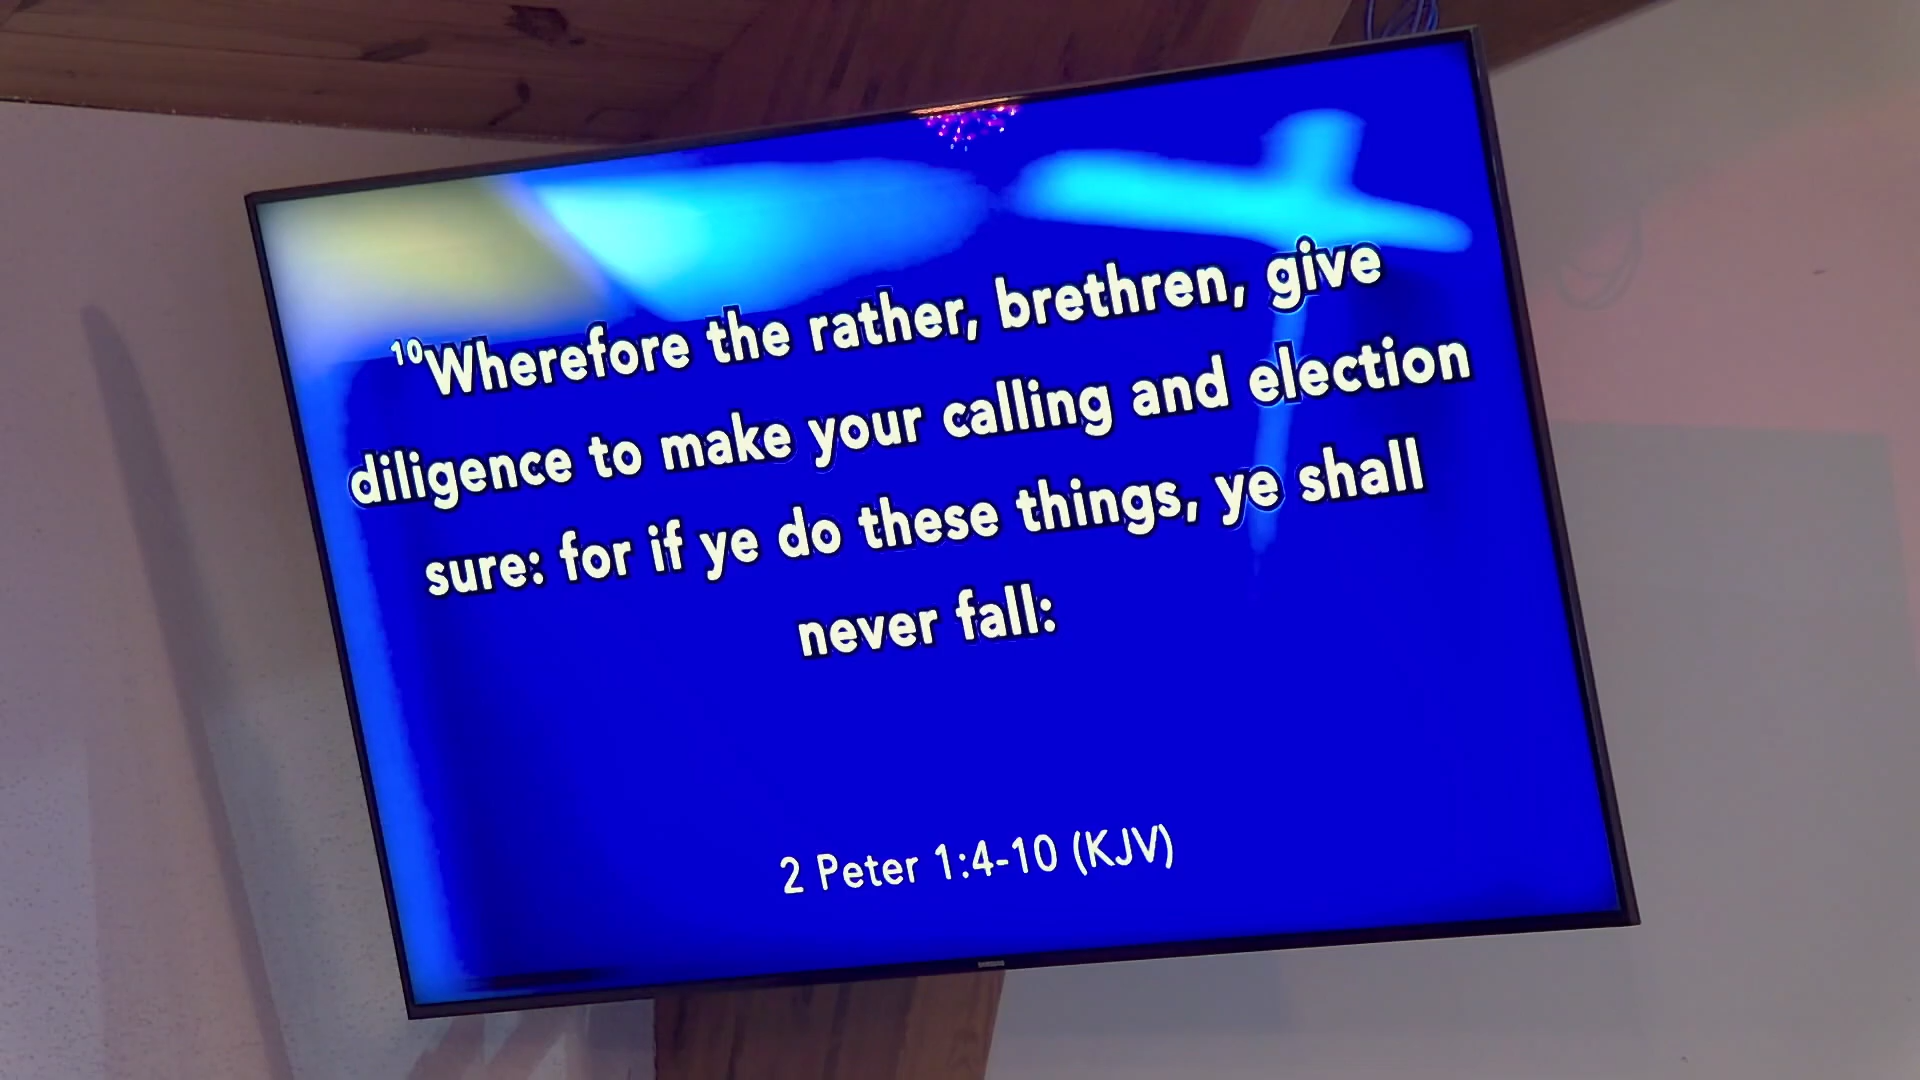 ¹⁰Wherefore the rather, brethren, give
diligence to make your calling and election
sure: for if ye do these things, ye shall
never fall:
2 Peter 1:4-10 (KJV)
SAMSUNG